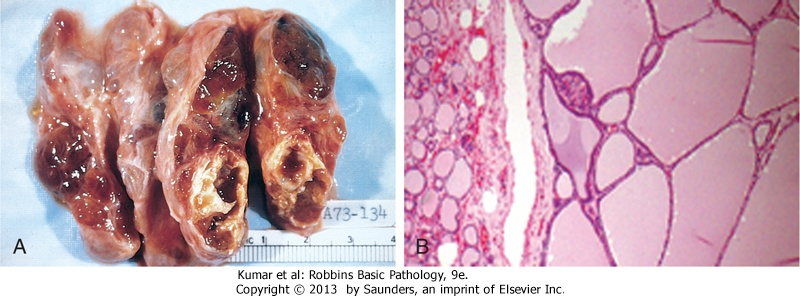 A
A73-134
1 2 3 4
B
Kumar et al: Robbins Basic Pathology, 9e.
Copyright © 2013 by Saunders, an imprint of Elsevier Inc.